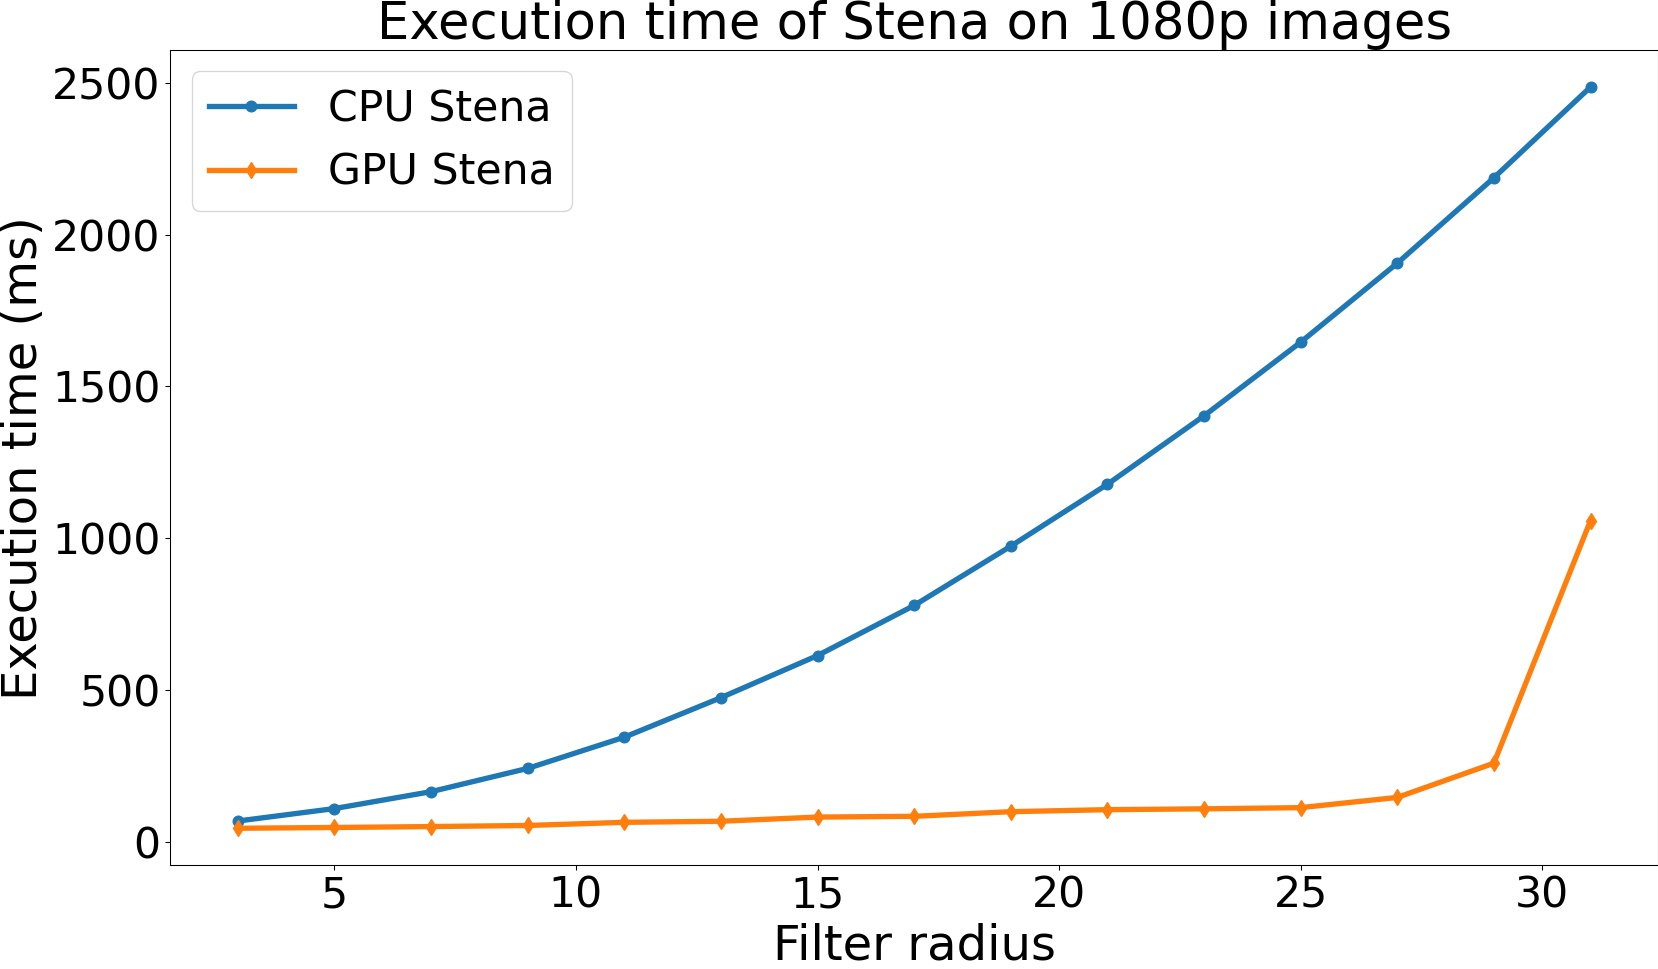 Execution time of Stena on 1080p images
CPU Stena
GPU Stena
Execution time (ms)
2500
2000
1500
1000
500
0
5 10 15 20 25 30
Filter radius